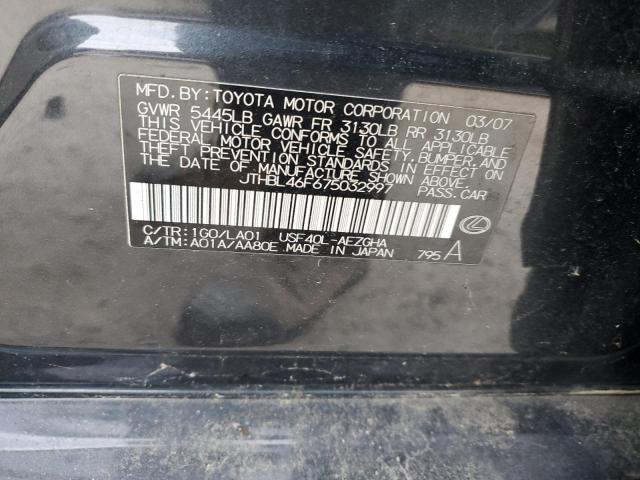 MFD. BY: TOYOTA MOTOR CORPORATION 03/07
GVWR 5445LB GAWR FR 3130LB RR 3130LB
THIS VEHICLE CONFORMS TO ALL APPLICABLE
FEDERAL MOTOR VEHICLE SAFETY, BUMPER, AND
THEFT PREVENTION STANDARDS IN EFFECT ON
THE DATE OF MANUFACTURE SHOWN ABOVE.
JTHBL46F675032997 PASS. CAR
C/TR: 1G0/LA01 USF40L-AEZGHA
A/TM: A01A/AA80E MADE IN JAPAN 795 A